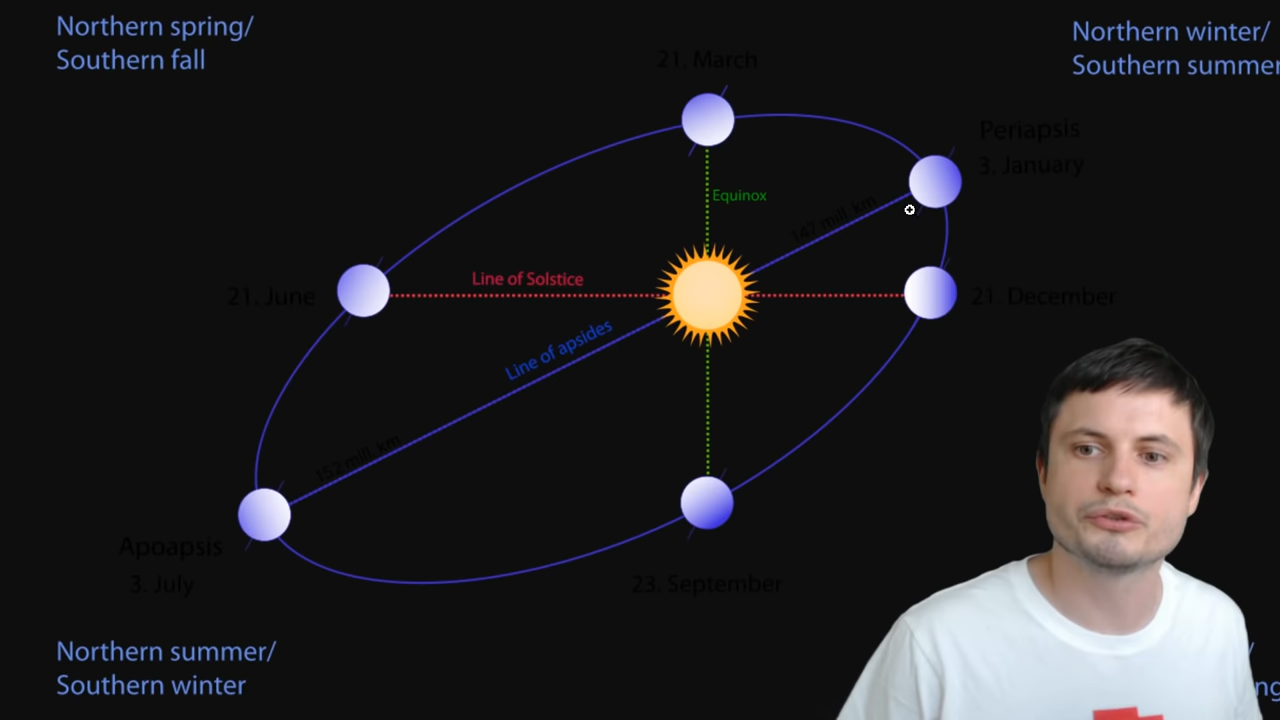 Northern spring/
Southern fall
21. March
Northern winter/
Southern summer
Periapsis
3. January
Equinox
147 mill. km
Line of Solstice
21. June
21. December
Line of apsides
152 mill. km
Apoapsis
3. July
23. September
Northern summer/
Southern winter
/
ng